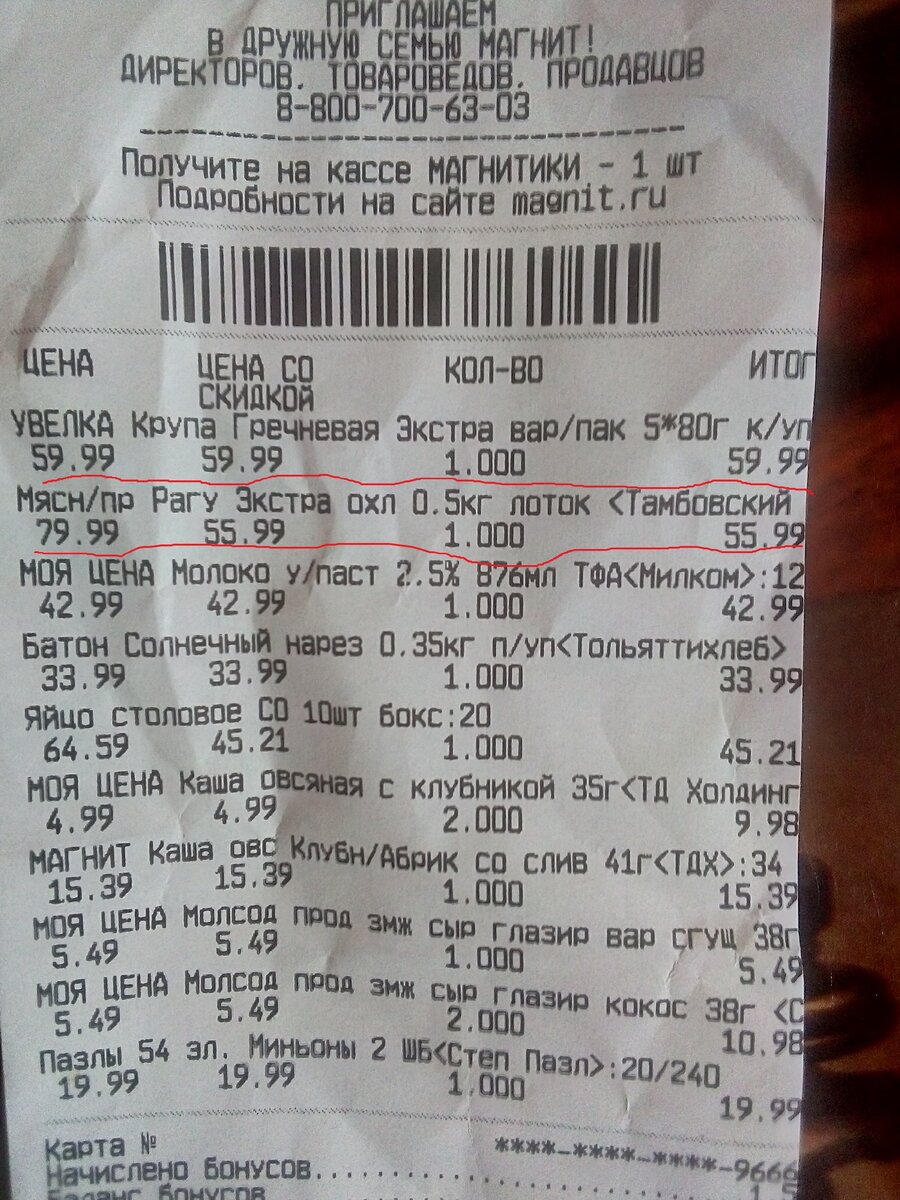 ПРИГЛАШАЕМ
В ДРУЖНУЮ СЕМЬЮ МАГНИТ!
ДИРЕКТОРОВ. ТОВАРОВЕДОВ. ПРОДАВЦОВ
8-800-700-63-03
Получите на кассе МАГНИТИКИ - 1 шт
Подробности на сайте magnit.ru
ЦЕНА ЦЕНА СО СКИДКОЙ КОЛ-ВО ИТОГ
УВЕЛКА Крупа Гречневая Экстра вар/пак 5*80г к/уп
59.99 59.99 1.000 59.99
Мясн/пр Рагу Экстра охл 0.5кг лоток <Тамбовский
79.99 55.99 1.000 55.99
МОЯ ЦЕНА Молоко у/паст 2.5% 876мл ТФА<Милком>:12
42.99 42.99 1.000 42.99
Батон Солнечный нарез 0.35кг п/уп<Тольяттихлеб>
33.99 33.99 1.000 33.99
Яйцо столовое СО 10шт бокс:20
64.59 45.21 1.000 45.21
МОЯ ЦЕНА Каша овсяная с клубникой 35г<ТД Холдинг
4.99 4.99 2.000 9.98
МАГНИТ Каша овс Клубн/Абрик со слив 41г<ТДХ>:34
15.39 15.39 1.000 15.39
МОЯ ЦЕНА Молсод прод змж сыр глазир вар сгущ 38г
5.49 5.49 1.000 5.49
МОЯ ЦЕНА Молсод прод змж сыр глазир кокос 38г <С
5.49 5.49 2.000 10.98
Пазлы 54 эл. Миньоны 2 ШБ<Степ Пазл>:20/240
19.99 19.99 1.000 19.99
Карта № ****-****-****-9666
Начислено бонусов
Баланс бонусов